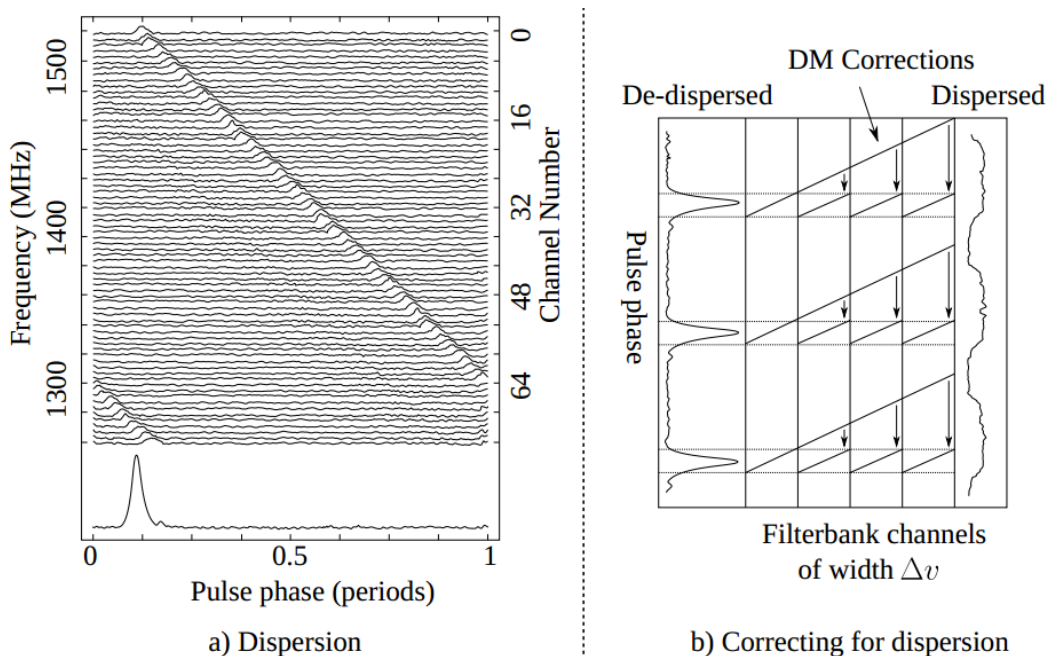 Frequency (MHz)
1500
1400
1300
Channel Number
0
16
32
48
64
0
0.5
1
Pulse phase (periods)
a) Dispersion
DM Corrections
De-dispersed
Dispersed
Pulse phase
Filterbank channels
of width Δν
b) Correcting for dispersion